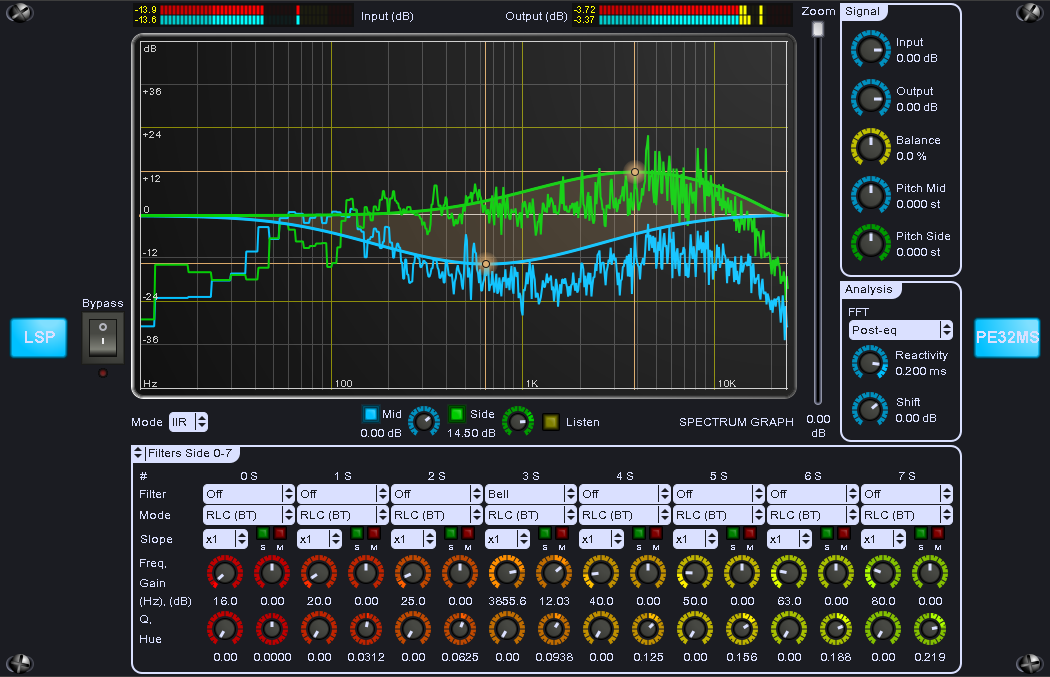 -13.9
-13.6
Input (dB)
Output (dB)
-3.72
-3.37
Zoom
Signal
dB
+36
+24
+12
0
-12
-24
-36
Hz
100
1K
10K
Input
0.00 dB
Output
0.00 dB
Balance
0.0 %
Pitch Mid
0.000 st
Pitch Side
0.000 st
Analysis
FFT
Post-eq
Reactivity
0.200 ms
Shift
0.00 dB
LSP
Bypass
PE32MS
Mode
IIR
Mid
0.00 dB
Side
14.50 dB
Listen
SPECTRUM GRAPH
0.00
dB
Filters Side 0-7
# 0 S 1 S 2 S 3 S 4 S 5 S 6 S 7 S
Filter Off Off Off Bell Off Off Off Off
Mode RLC (BT) RLC (BT) RLC (BT) RLC (BT) RLC (BT) RLC (BT) RLC (BT) RLC (BT)
Slope x1 x1 x1 x1 x1 x1 x1 x1
S M S M S M S M S M S M S M S M
Freq,
Gain
(Hz), (dB) 16.0 0.00 20.0 0.00 25.0 0.00 3855.6 12.03 40.0 0.00 50.0 0.00 63.0 0.00 80.0 0.00
Q,
Hue
0.00 0.0000 0.00 0.0312 0.00 0.0625 0.00 0.0938 0.00 0.125 0.00 0.156 0.00 0.188 0.00 0.219